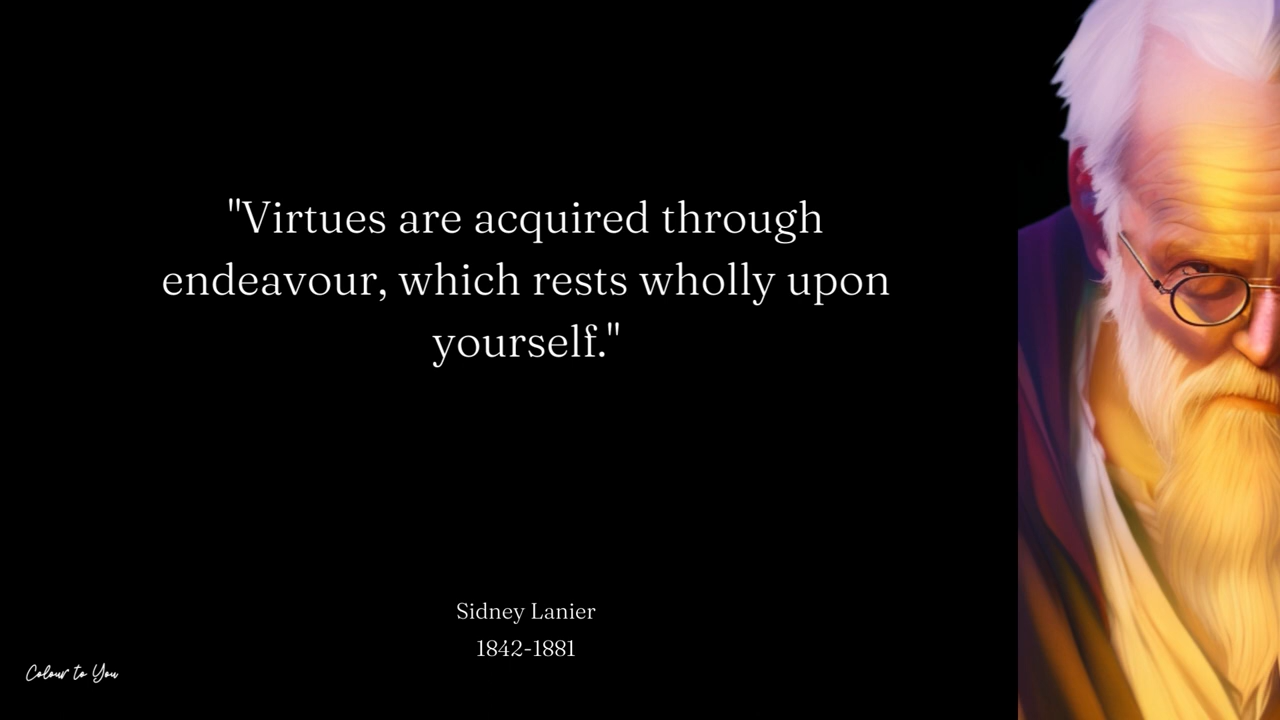 "Virtues are acquired through
endeavour, which rests wholly upon
yourself."
Sidney Lanier
1842-1881
Colour to You